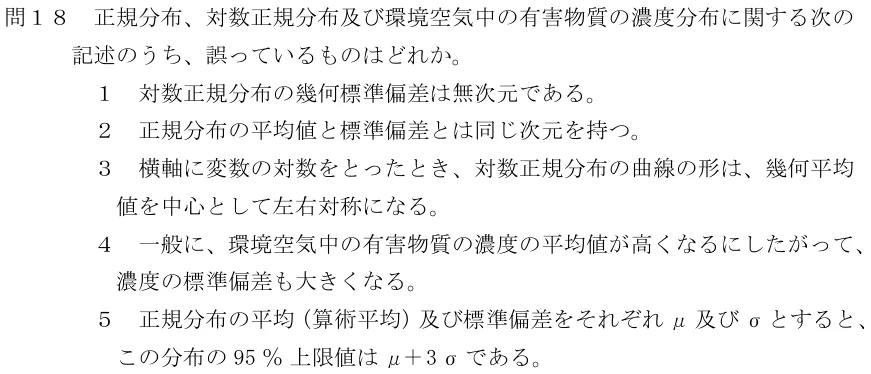 問１８　正規分布、対数正規分布及び環境空気中の有害物質の濃度分布に関する次の
記述のうち、誤っているものはどれか。
１　対数正規分布の幾何標準偏差は無次元である。
２　正規分布の平均値と標準偏差とは同じ次元を持つ。
３　横軸に変数の対数をとったとき、対数正規分布の曲線の形は、幾何平均
値を中心として左右対称になる。
４　一般に、環境空気中の有害物質の濃度の平均値が高くなるにしたがって、
濃度の標準偏差も大きくなる。
５　正規分布の平均（算術平均）及び標準偏差をそれぞれ μ 及び σ とすると、
この分布の 95 ％ 上限値は μ＋3 σ である。